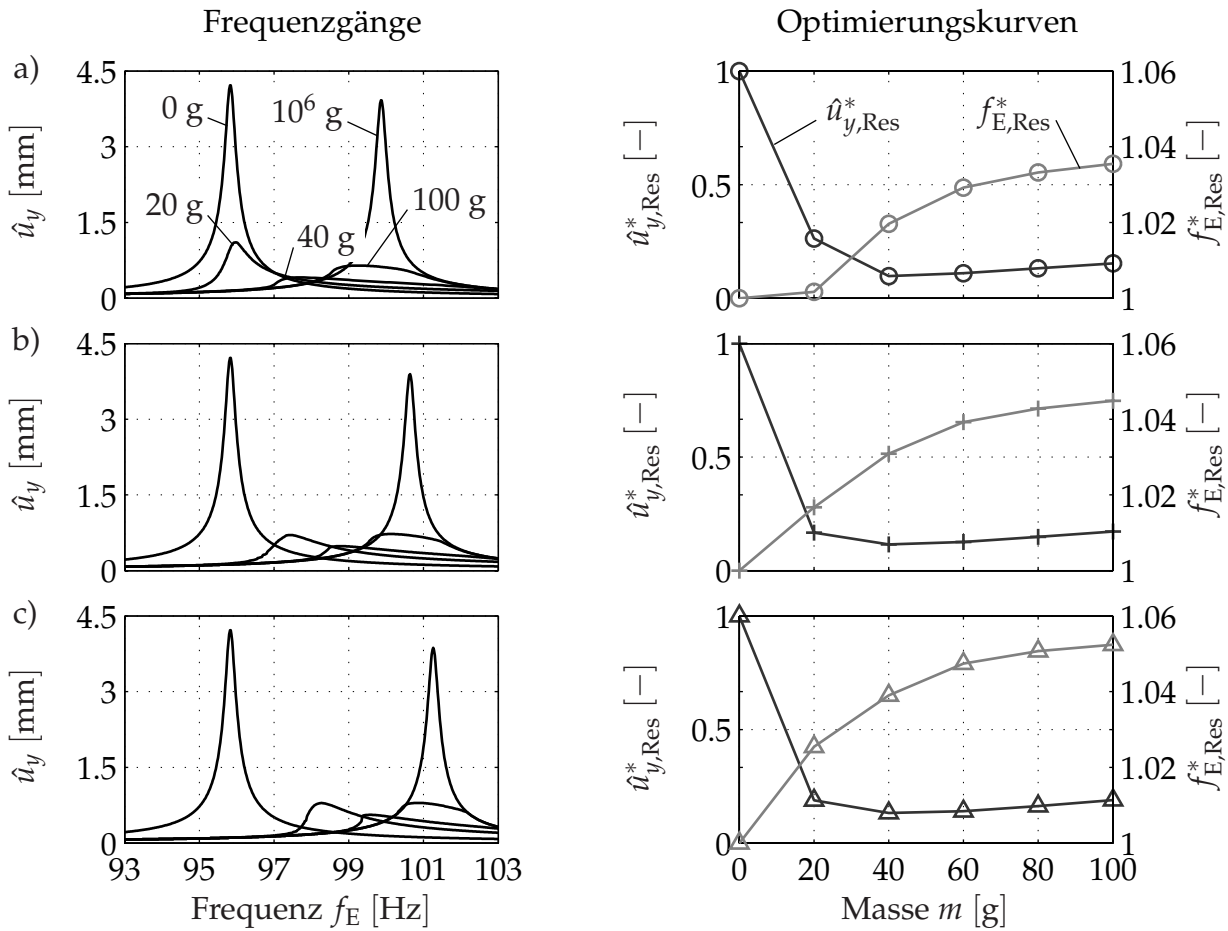 Frequenzgänge
Optimierungskurven
a)
4.5
3
1.5
0
û_y [mm]
0 g
10⁶ g
20 g
40 g
100 g
1
0.5
0
û*_y,Res [—]
û*_y,Res
f*_E,Res
1.06
1.04
1.02
1
f*_E,Res [—]
b)
4.5
3
1.5
0
û_y [mm]
1
0.5
0
û*_y,Res [—]
1.06
1.04
1.02
1
f*_E,Res [—]
c)
4.5
3
1.5
0
û_y [mm]
93 95 97 99 101 103
Frequenz f_E [Hz]
1
0.5
0
û*_y,Res [—]
1.06
1.04
1.02
1
f*_E,Res [—]
0 20 40 60 80 100
Masse m [g]